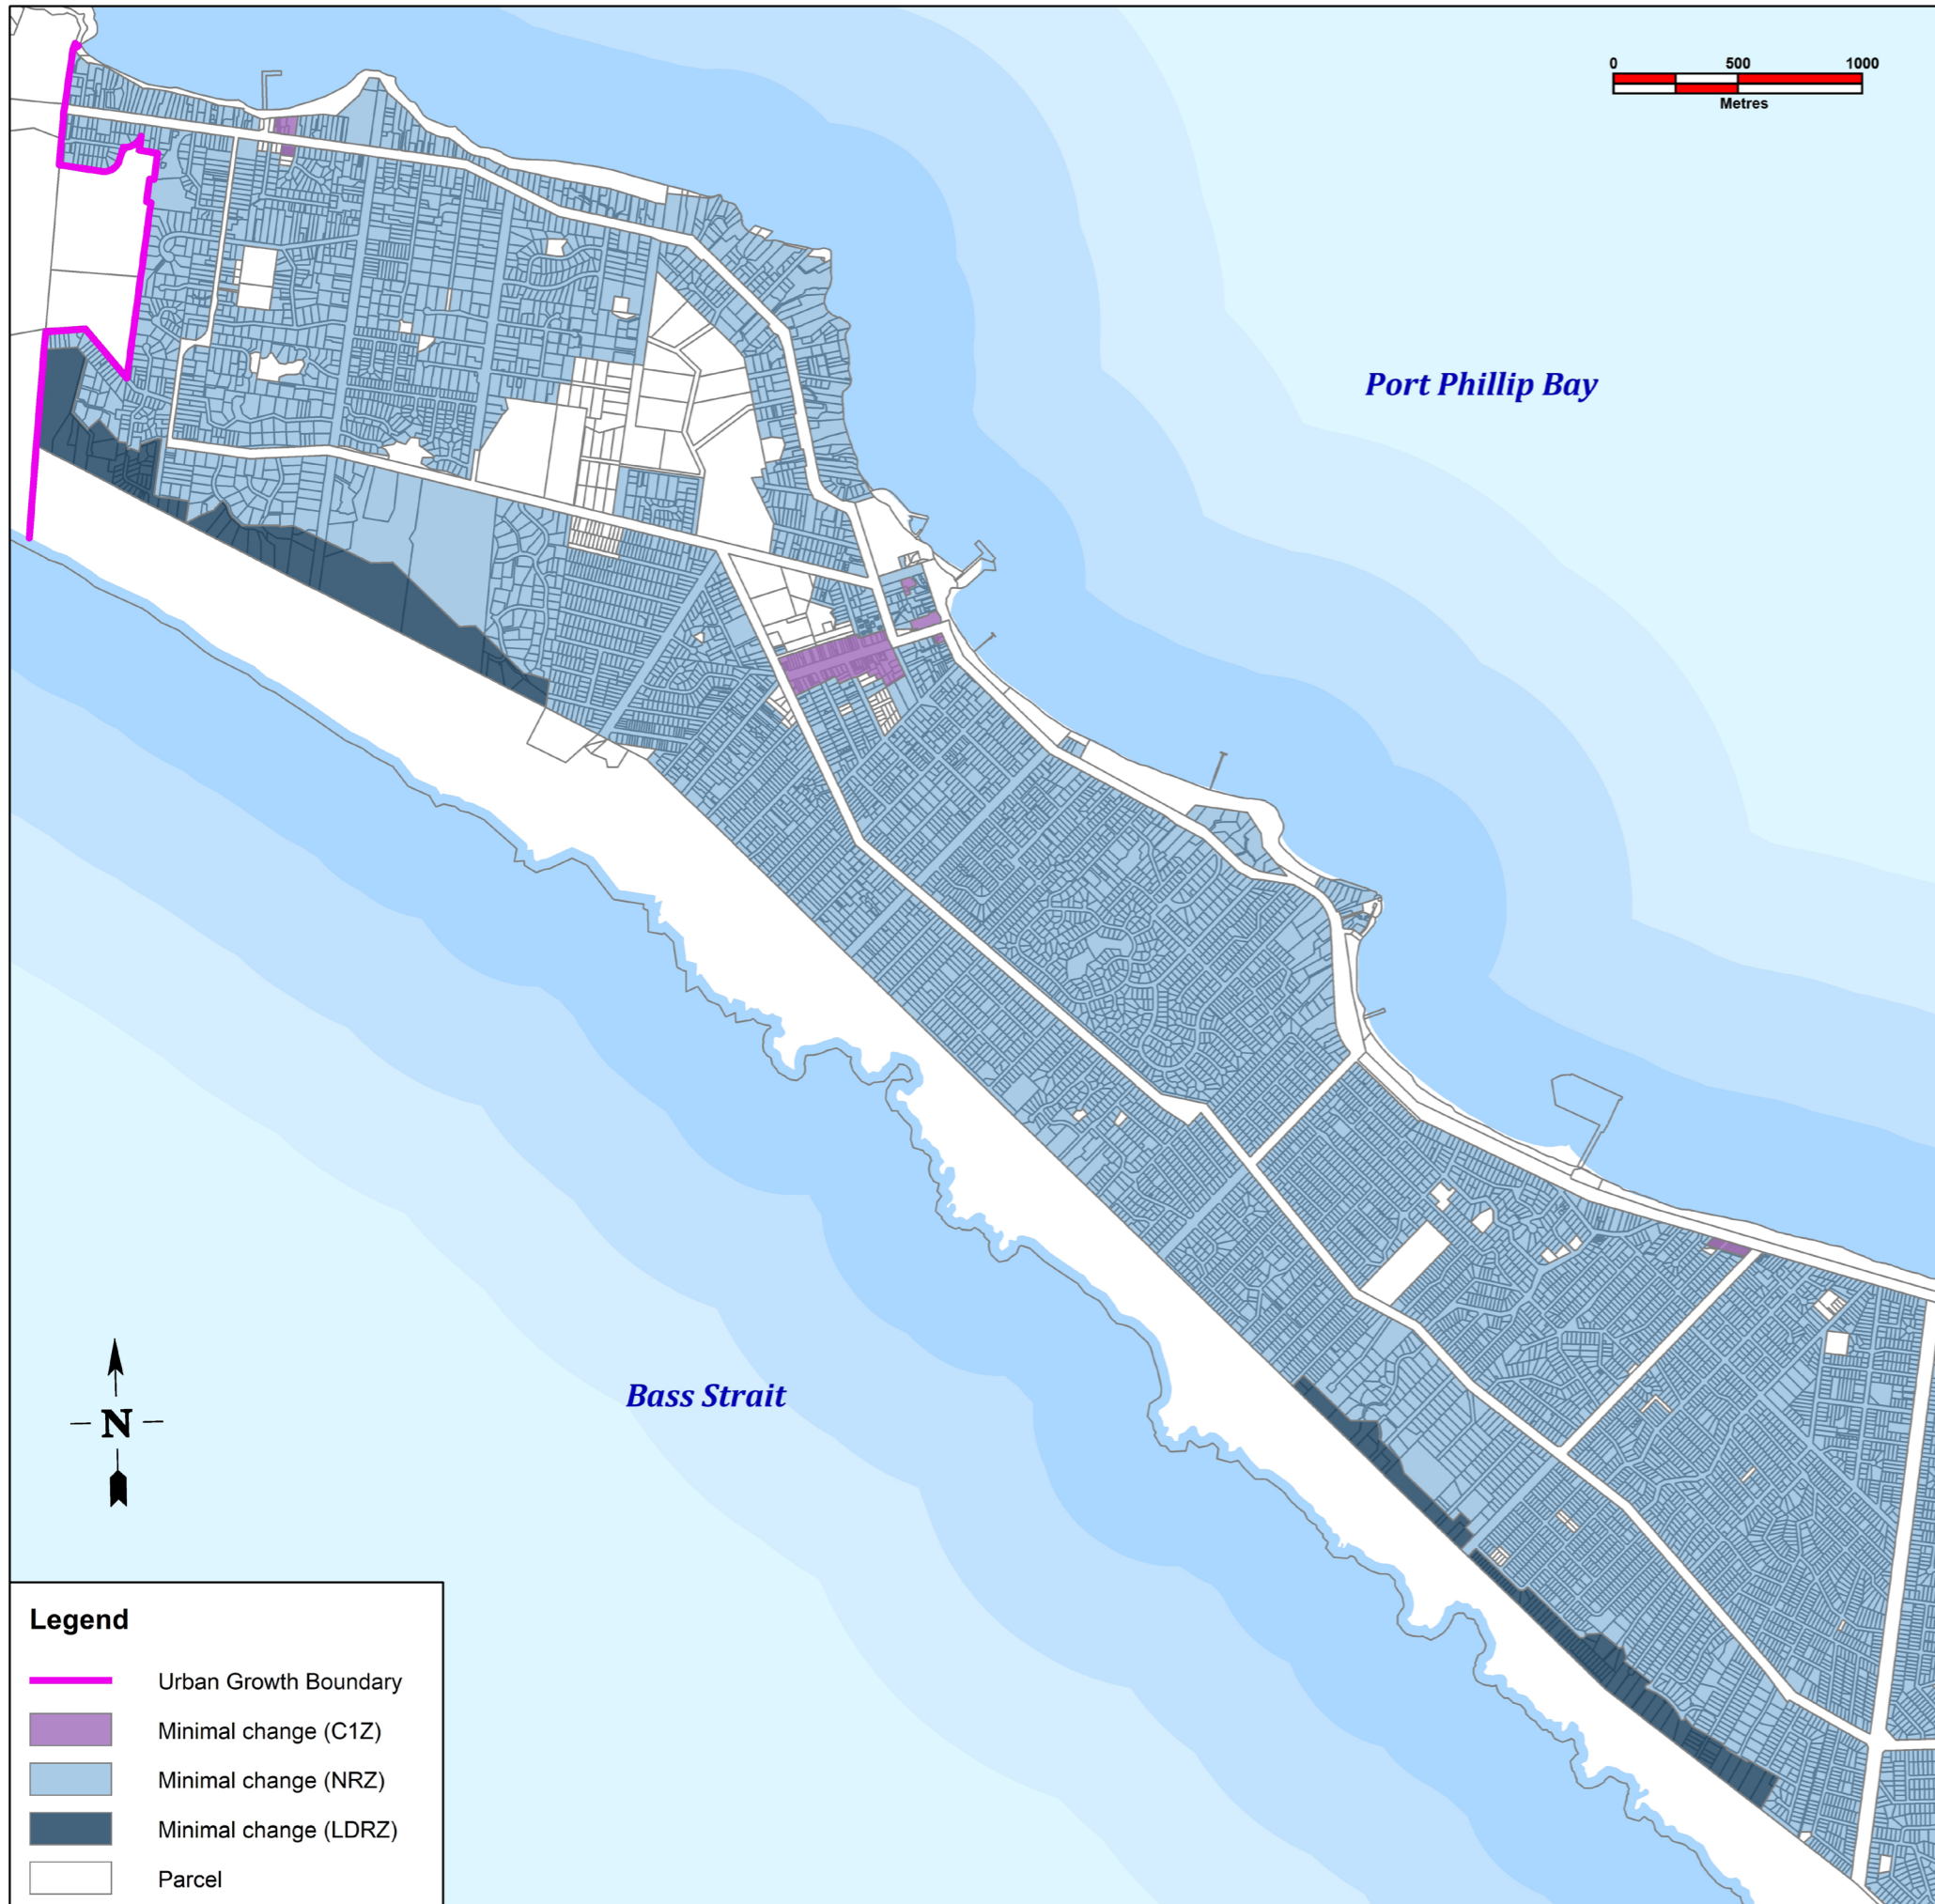 0 500 1000
Metres
Port Phillip Bay
Bass Strait
N
Legend
Urban Growth Boundary
Minimal change (C1Z)
Minimal change (NRZ)
Minimal change (LDRZ)
Parcel